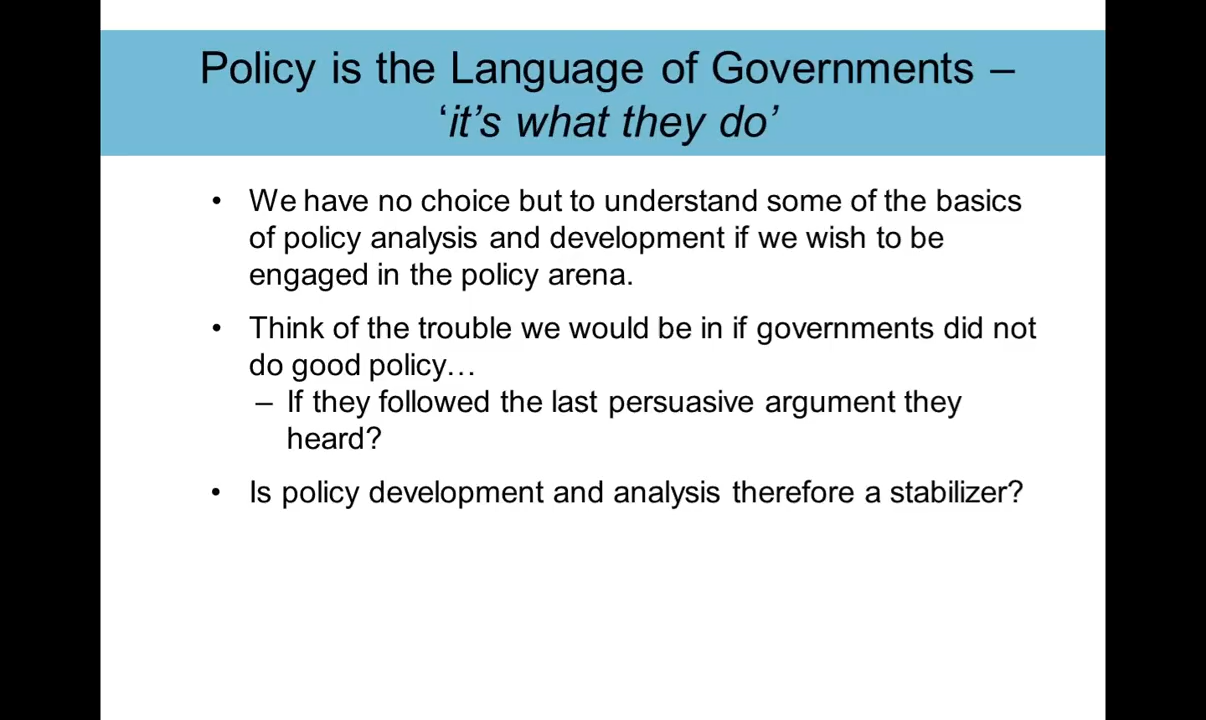 Policy is the Language of Governments –
‘it’s what they do’
• We have no choice but to understand some of the basics
of policy analysis and development if we wish to be
engaged in the policy arena.
• Think of the trouble we would be in if governments did not
do good policy…
– If they followed the last persuasive argument they
heard?
• Is policy development and analysis therefore a stabilizer?